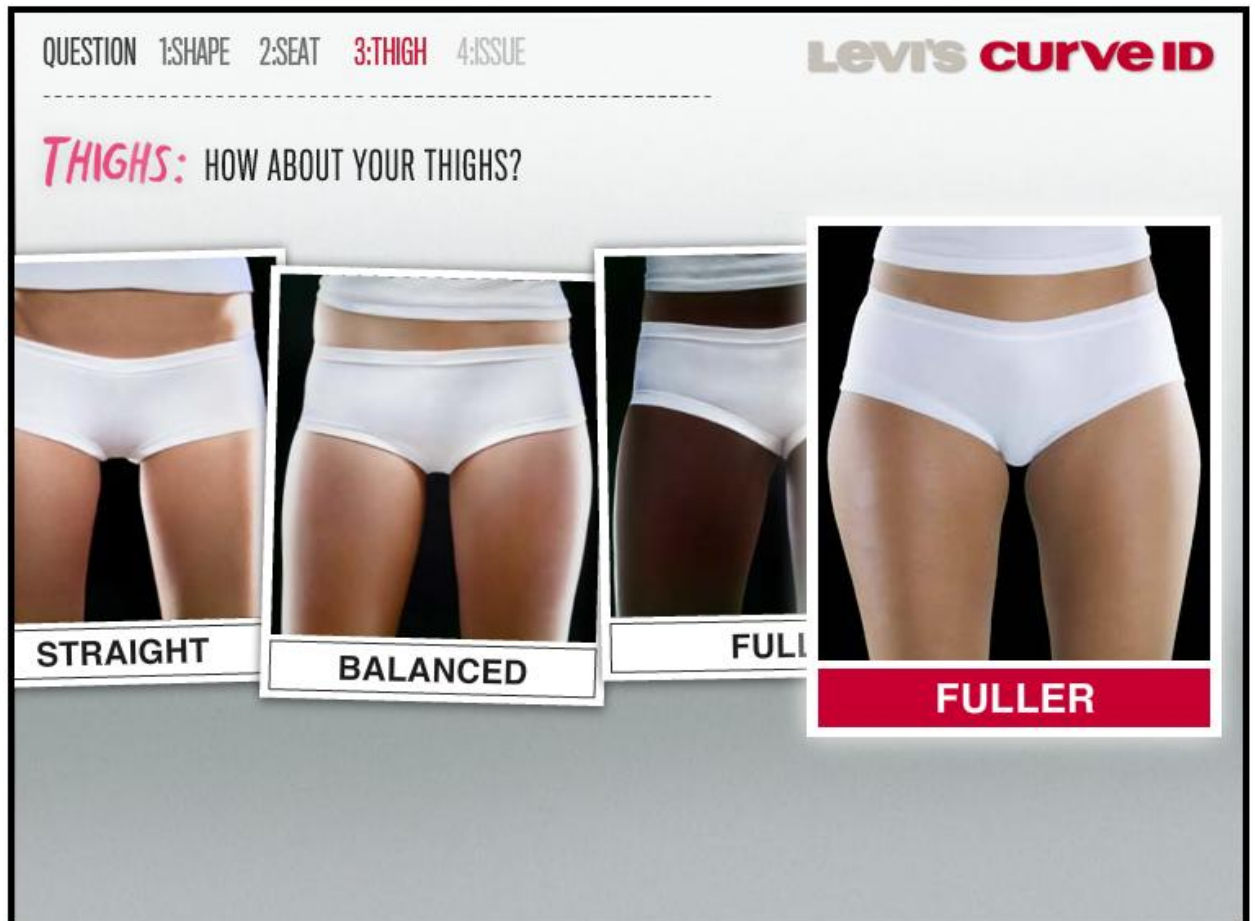 QUESTION 1:SHAPE 2:SEAT 3:THIGH 4:ISSUE
Levi's curve ID
THIGHS: HOW ABOUT YOUR THIGHS?
STRAIGHT
BALANCED
FULL
FULLER